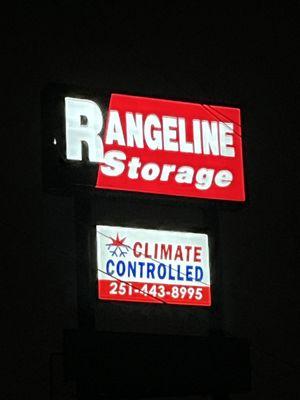 RANGELINE
Storage
CLIMATE
CONTROLLED
251-443-8995